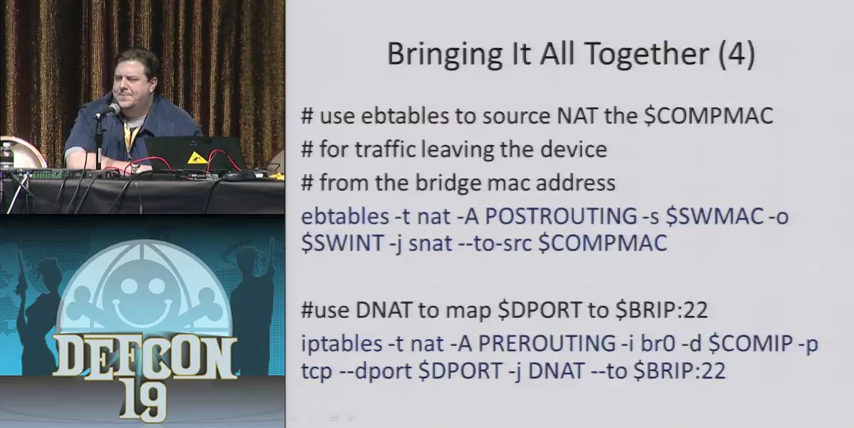 Bringing It All Together (4)
# use ebtables to source NAT the $COMPMAC
# for traffic leaving the device
# from the bridge mac address
ebtables -t nat -A POSTROUTING -s $SWMAC -o
$SWINT -j snat --to-src $COMPMAC
#use DNAT to map $DPORT to $BRIP:22
iptables -t nat -A PREROUTING -i br0 -d $COMIP -p
tcp --dport $DPORT -j DNAT --to $BRIP:22
DEFCON
19